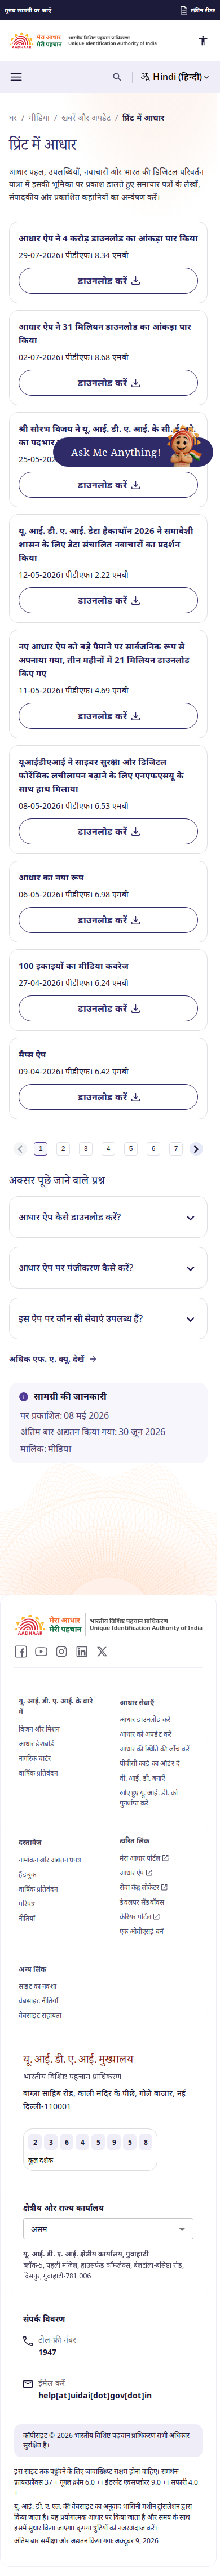 मुख्य सामग्री पर जाएँ
स्क्रीन रीडर
AADHAAR
मेरा आधार
मेरी पहचान
भारतीय विशिष्ट पहचान प्राधिकरण
Unique Identification Authority of India
Hindi (हिन्दी)
घर / मीडिया / खबरें और अपडेट / प्रिंट में आधार
प्रिंट में आधार
आधार पहल, उपलब्धियों, नवाचारों और भारत की डिजिटल परिवर्तन
यात्रा में इसकी भूमिका पर प्रकाश डालते हुए समाचार पत्रों के लेखों,
संपादकीय और प्रकाशित कहानियों का अन्वेषण करें।
आधार ऐप ने 4 करोड़ डाउनलोड का आंकड़ा पार किया
29-07-2026। पीडीएफ। 8.34 एमबी
डाउनलोड करें
आधार ऐप ने 31 मिलियन डाउनलोड का आंकड़ा पार
किया
02-07-2026। पीडीएफ। 8.68 एमबी
डाउनलोड करें
श्री सौरभ विजय ने यू. आई. डी. ए. आई. के सी.
का पदभार
Ask Me Anything!
डाउनलोड करें
यू. आई. डी. ए. आई. डेटा हैकाथॉन 2026 ने समावेशी
शासन के लिए डेटा संचालित नवाचारों का प्रदर्शन
किया
12-05-2026। पीडीएफ। 2.22 एमबी
डाउनलोड करें
नए आधार ऐप को बड़े पैमाने पर सार्वजनिक रूप से
अपनाया गया, तीन महीनों में 21 मिलियन डाउनलोड
किए गए
11-05-2026। पीडीएफ। 4.69 एमबी
डाउनलोड करें
यूआईडीएआई ने साइबर सुरक्षा और डिजिटल
फोरेंसिक लचीलापन बढ़ाने के लिए एनएफएसयू के
साथ हाथ मिलाया
08-05-2026। पीडीएफ। 6.53 एमबी
डाउनलोड करें
आधार का नया रूप
06-05-2026। पीडीएफ। 6.98 एमबी
डाउनलोड करें
100 इकाइयों का मीडिया कवरेज
27-04-2026। पीडीएफ। 6.24 एमबी
डाउनलोड करें
मैप्स ऐप
09-04-2026। पीडीएफ। 6.42 एमबी
डाउनलोड करें
1 2 3 4 5 6 7
अक्सर पूछे जाने वाले प्रश्न
आधार ऐप कैसे डाउनलोड करें?
आधार ऐप पर पंजीकरण कैसे करें?
इस ऐप पर कौन सी सेवाएं उपलब्ध हैं?
अधिक एफ. ए. क्यू. देखें
सामग्री की जानकारी
पर प्रकाशित: 08 मई 2026
अंतिम बार अद्यतन किया गया: 30 जून 2026
मालिक: मीडिया
AADHAAR
मेरा आधार
मेरी पहचान
भारतीय विशिष्ट पहचान प्राधिकरण
Unique Identification Authority of India
यू. आई. डी. ए. आई. के बारे
में
विजन और मिशन
आधार डैशबोर्ड
नागरिक चार्टर
वार्षिक प्रतिवेदन
आधार सेवाएँ
आधार डाउनलोड करें
आधार को अपडेट करें
आधार की स्थिति की जाँच करें
पीवीसी कार्ड का ऑर्डर दें
वी. आई. डी. बनाएँ
खोए हुए यू. आई. डी. को
पुनर्प्राप्त करें
दस्तावेज़
नामांकन और अद्यतन प्रपत्र
हैंडबुक
वार्षिक प्रतिवेदन
परिपत्र
नीतियाँ
त्वरित लिंक
मेरा आधार पोर्टल
आधार ऐप
सेवा केंद्र लोकेटर
डेवलपर सैंडबॉक्स
कैरियर पोर्टल
एक ओवीएसई बनें
अन्य लिंक
साइट का नक्शा
वेबसाइट नीतियाँ
वेबसाइट सहायता
यू. आई. डी. ए. आई. मुख्यालय
भारतीय विशिष्ट पहचान प्राधिकरण
बांग्ला साहिब रोड, काली मंदिर के पीछे, गोले बाजार, नई
दिल्ली-110001
2 3 6 4 5 9 5 8
कुल दर्शक
क्षेत्रीय और राज्य कार्यालय
असम
यू. आई. डी. ए. आई. क्षेत्रीय कार्यालय, गुवाहाटी
ब्लॉक-5, पहली मंजिल, हाउसफेड कॉम्प्लेक्स, बेलटोला-बसिष्ठा रोड,
दिसपुर, गुवाहाटी-781 006
संपर्क विवरण
टोल-फ्री नंबर
1947
ईमेल करें
help[at]uidai[dot]gov[dot]in
कॉपीराइट © 2026 भारतीय विशिष्ट पहचान प्राधिकरण सभी अधिकार
सुरक्षित हैं।
इस साइट तक पहुँचने के लिए जावास्क्रिप्ट सक्षम होना चाहिए। समर्थनः
फ़ायरफ़ॉक्स 37 + गूगल क्रोम 6.0 +। इंटरनेट एक्सप्लोरर 9.0 +। सफारी 4.0
+
यू. आई. डी. ए. एल. की वेबसाइट का अनुवाद भाषिनी मशीन ट्रांसलेशन द्वारा
किया जाता है। यह प्रयोगात्मक आधार पर किया जाता है और समय के साथ
इसमें सुधार किया जाएगा। कृपया त्रुटियों को नजरअंदाज करें।
अंतिम बार समीक्षा और अद्यतन किया गयाः अक्टूबर 9, 2026